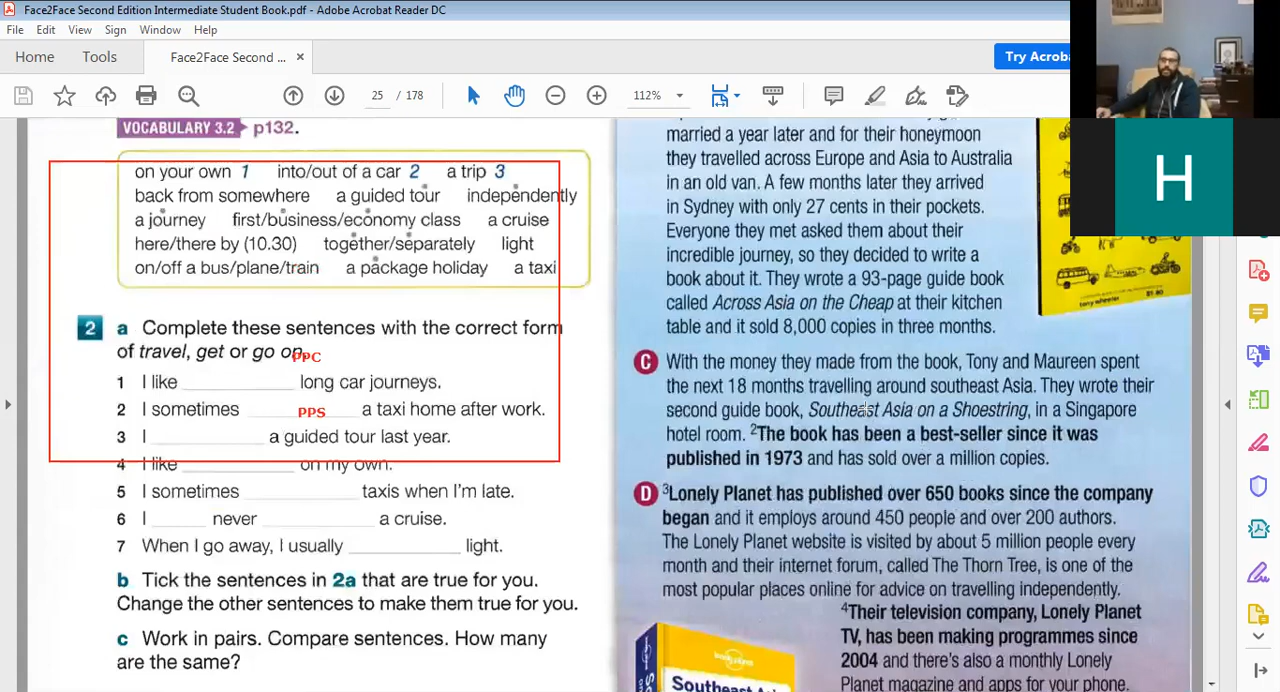 Face2Face Second Edition Intermediate Student Book.pdf - Adobe Acrobat Reader DC
File Edit View Sign Window Help
Home Tools Face2Face Second ... × Try Acroba
25 / 178 112%
VOCABULARY 3.2 p132.
on your own 1 into/out of a car 2 a trip 3
back from somewhere a guided tour independently
a journey first/business/economy class a cruise
here/there by (10.30) together/separately light
on/off a bus/plane/train a package holiday a taxi
2 a Complete these sentences with the correct form
of travel, get or go on.
PPC
1 I like ____ long car journeys.
2 I sometimes ____ a taxi home after work.
PPS
3 I ____ a guided tour last year.
4 I like ____ on my own.
5 I sometimes ____ taxis when I'm late.
6 I ____ never ____ a cruise.
7 When I go away, I usually ____ light.
b Tick the sentences in 2a that are true for you.
Change the other sentences to make them true for you.
c Work in pairs. Compare sentences. How many
are the same?
married a year later and for their honeymoon
they travelled across Europe and Asia to Australia
in an old van. A few months later they arrived
in Sydney with only 27 cents in their pockets.
Everyone they met asked them about their
incredible journey, so they decided to write a
book about it. They wrote a 93-page guide book
called Across Asia on the Cheap at their kitchen
table and it sold 8,000 copies in three months.
C With the money they made from the book, Tony and Maureen spent
the next 18 months travelling around southeast Asia. They wrote their
second guide book, Southeast Asia on a Shoestring, in a Singapore
hotel room. 2The book has been a best-seller since it was
published in 1973 and has sold over a million copies.
D 3Lonely Planet has published over 650 books since the company
began and it employs around 450 people and over 200 authors.
The Lonely Planet website is visited by about 5 million people every
month and their internet forum, called The Thorn Tree, is one of the
most popular places online for advice on travelling independently.
4Their television company, Lonely Planet
TV, has been making programmes since
2004 and there's also a monthly Lonely
Planet magazine and apps for your phone.
tony wheeler
$1.80
lonely planet
Southeast Asia
H